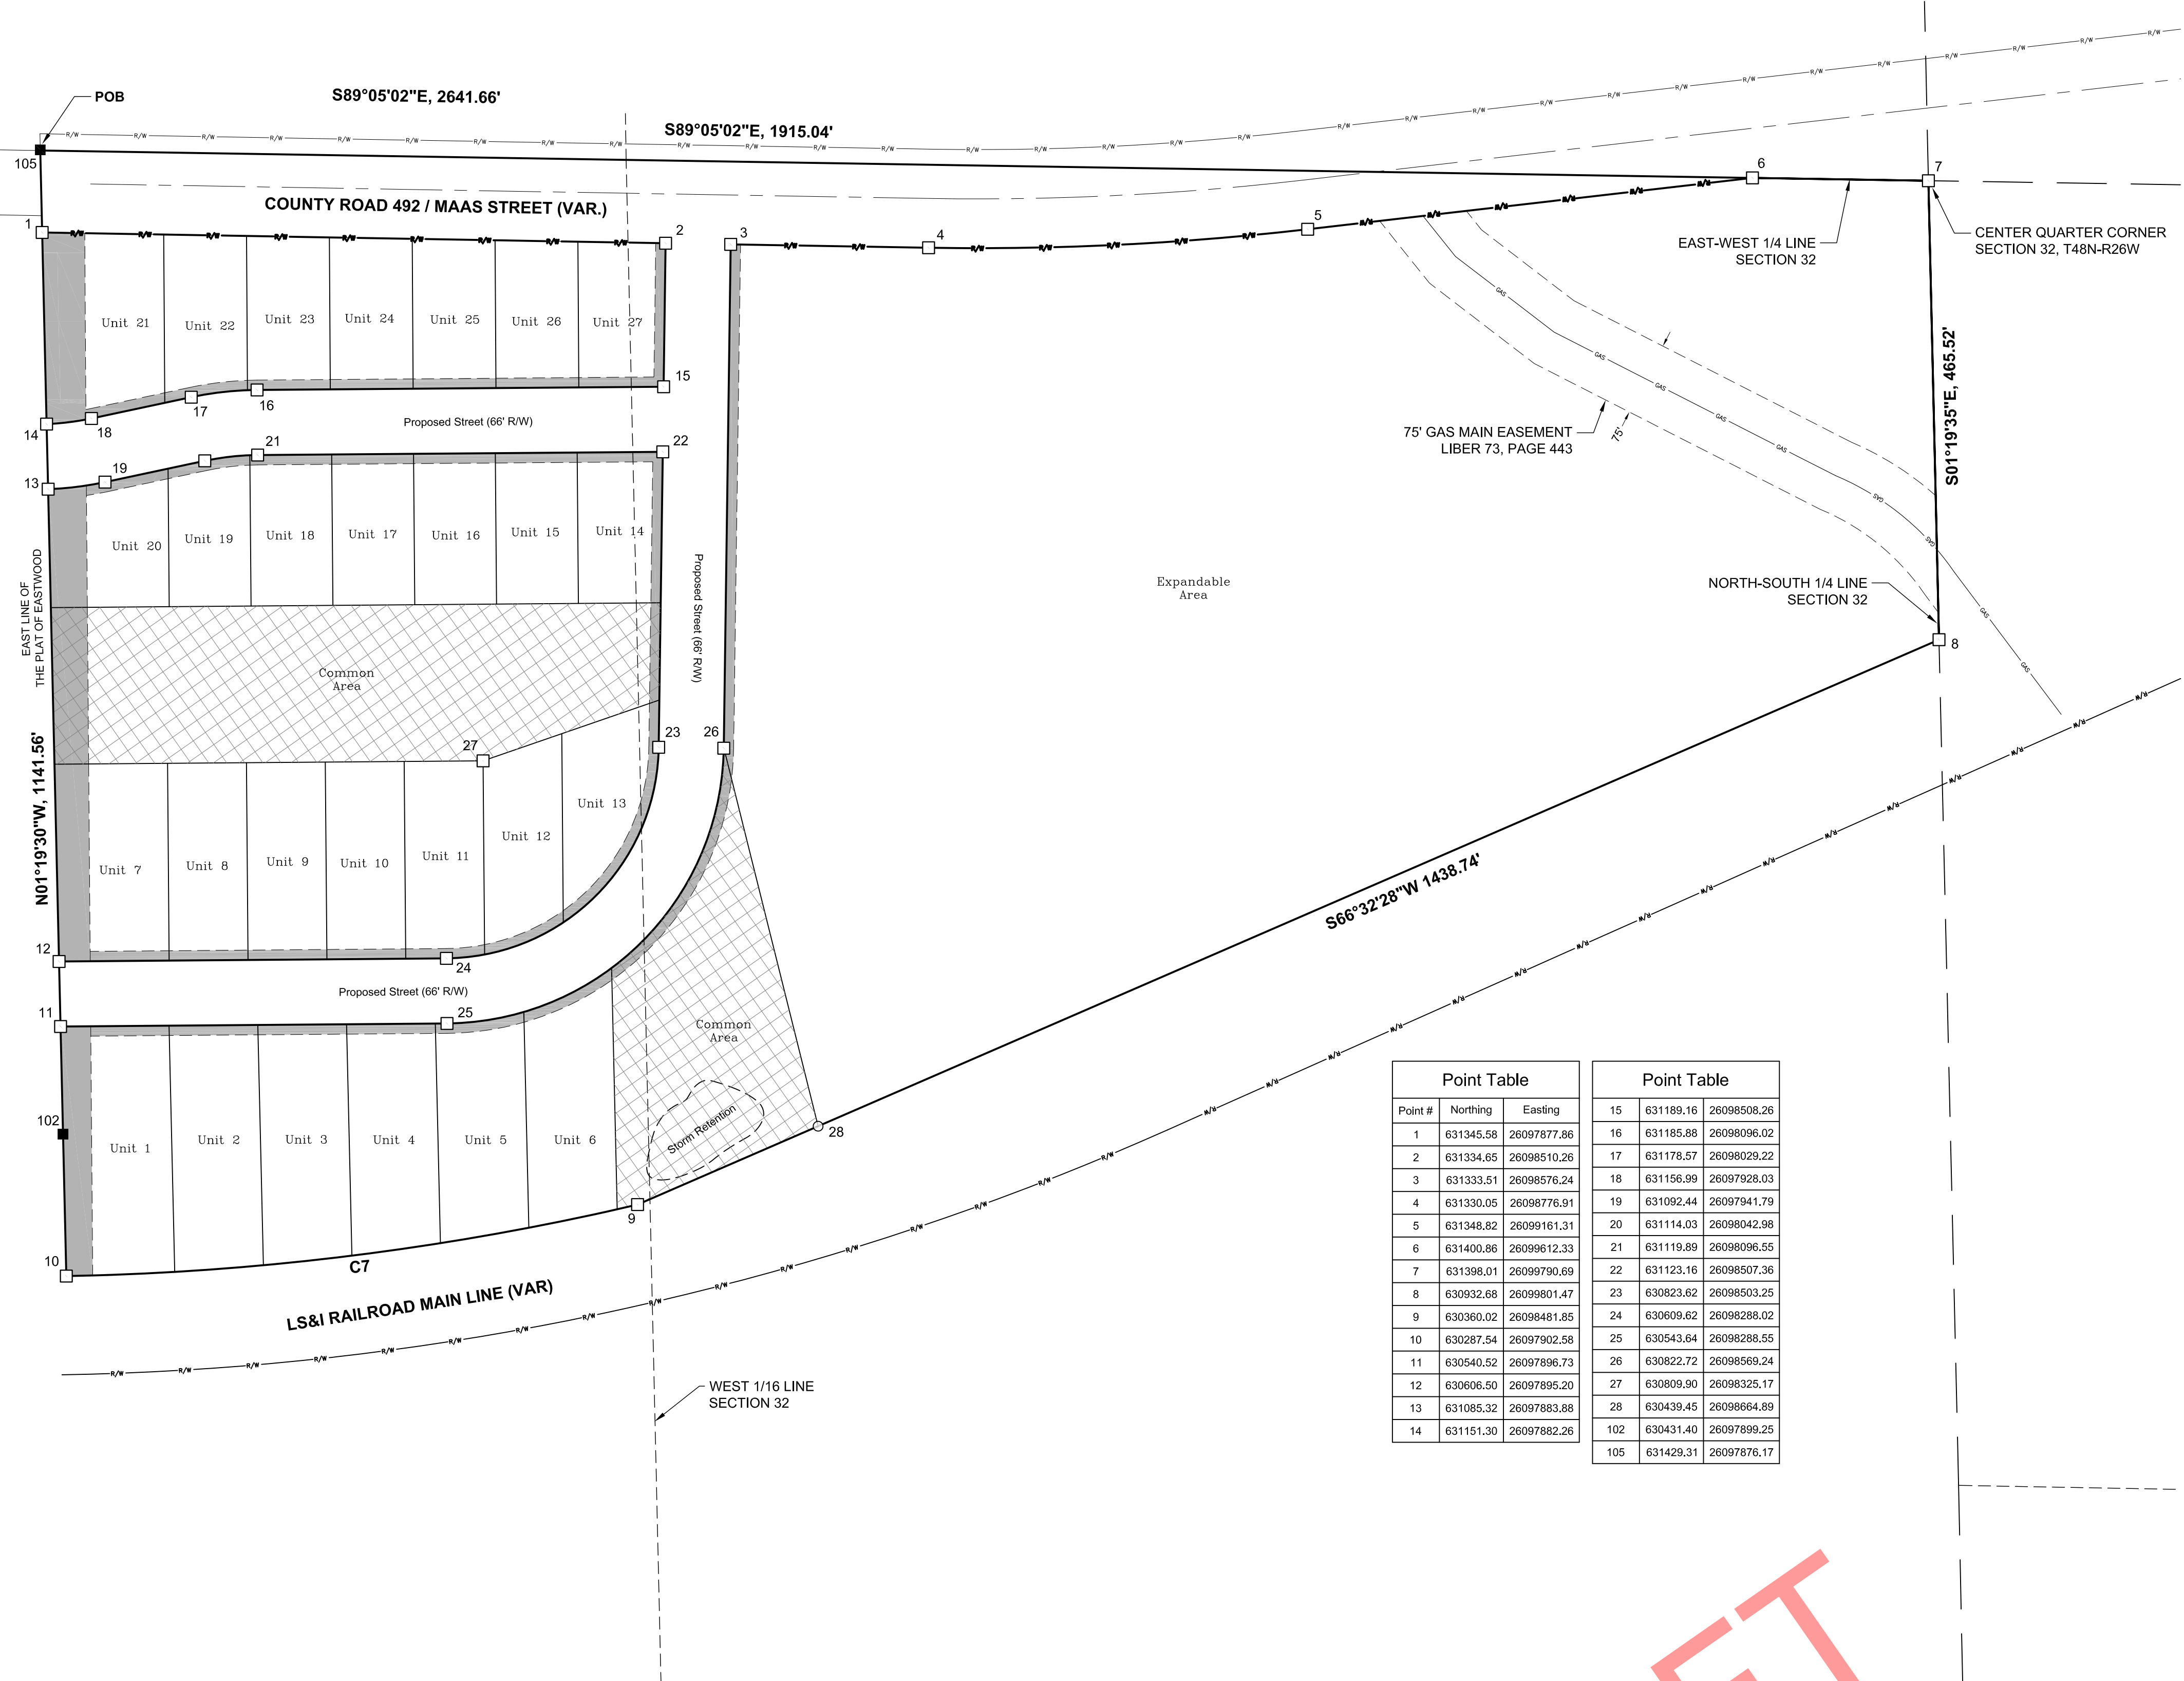 POB
S89°05'02"E, 2641.66'
S89°05'02"E, 1915.04'
105
COUNTY ROAD 492 / MAAS STREET (VAR.)
1
2
3
4
5
6
7
EAST-WEST 1/4 LINE
SECTION 32
CENTER QUARTER CORNER
SECTION 32, T48N-R26W
Unit 21
Unit 22
Unit 23
Unit 24
Unit 25
Unit 26
Unit 27
15
16
17
18
14
Proposed Street (66' R/W)
75' GAS MAIN EASEMENT
LIBER 73, PAGE 443
75'
S01°19'35"E, 465.52'
13
19
21
22
Unit 20
Unit 19
Unit 18
Unit 17
Unit 16
Unit 15
Unit 14
EAST LINE OF
THE PLAT OF EASTWOOD
Proposed Street (66' R/W)
Expandable
Area
NORTH-SOUTH 1/4 LINE
SECTION 32
8
Common
Area
N01°19'30"W, 1141.56'
27
23
26
Unit 7
Unit 8
Unit 9
Unit 10
Unit 11
Unit 12
Unit 13
12
24
Proposed Street (66' R/W)
11
25
S66°32'28"W 1438.74'
Common
Area
102
Unit 1
Unit 2
Unit 3
Unit 4
Unit 5
Unit 6
Storm Retention
28
9
10
C7
LS&I RAILROAD MAIN LINE (VAR)
WEST 1/16 LINE
SECTION 32
R/W
GAS
Point Table
Point # Northing Easting
1 631345.58 26097877.86
2 631334.65 26098510.26
3 631333.51 26098576.24
4 631330.05 26098776.91
5 631348.82 26099161.31
6 631400.86 26099612.33
7 631398.01 26099790.69
8 630932.68 26099801.47
9 630360.02 26098481.85
10 630287.54 26097902.58
11 630540.52 26097896.73
12 630606.50 26097895.20
13 631085.32 26097883.88
14 631151.30 26097882.26
Point Table
15 631189.16 26098508.26
16 631185.88 26098096.02
17 631178.57 26098029.22
18 631156.99 26097928.03
19 631092.44 26097941.79
20 631114.03 26098042.98
21 631119.89 26098096.55
22 631123.16 26098507.36
23 630823.62 26098503.25
24 630609.62 26098288.02
25 630543.64 26098288.55
26 630822.72 26098569.24
27 630809.90 26098325.17
28 630439.45 26098664.89
102 630431.40 26097899.25
105 631429.31 26097876.17